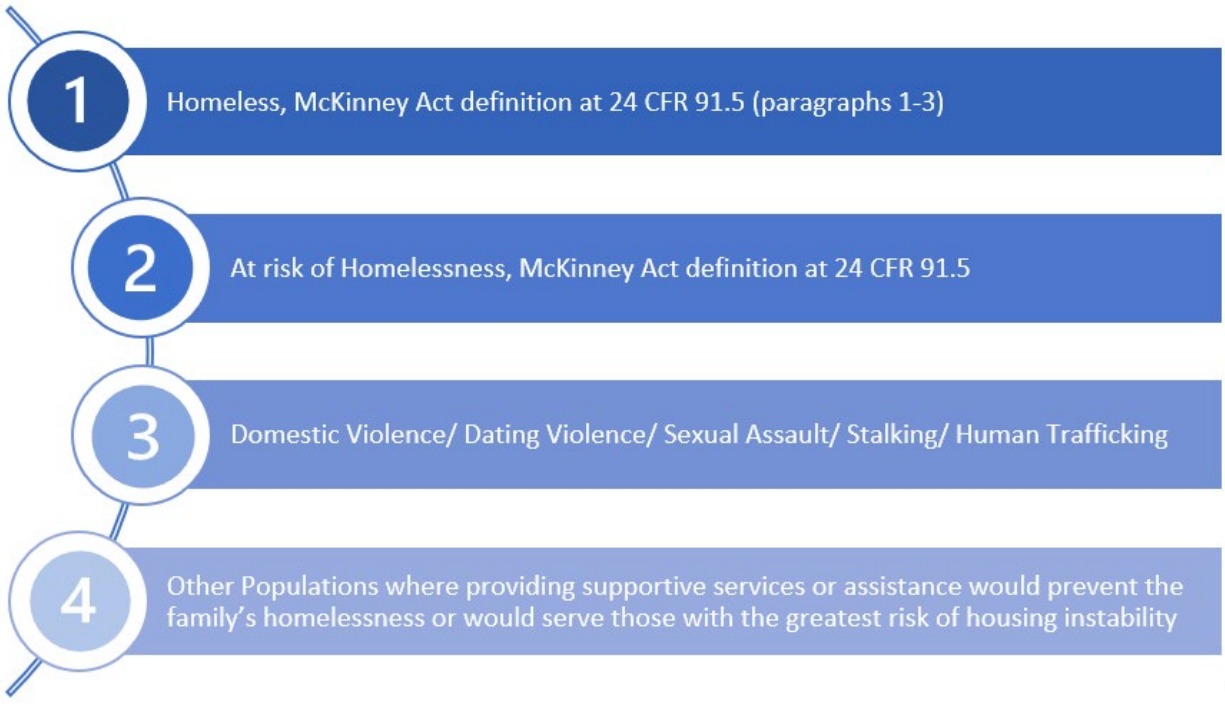 1
Homeless, McKinney Act definition at 24 CFR 91.5 (paragraphs 1-3)
2
At risk of Homelessness, McKinney Act definition at 24 CFR 91.5
3
Domestic Violence/ Dating Violence/ Sexual Assault/ Stalking/ Human Trafficking
4
Other Populations where providing supportive services or assistance would prevent the
family’s homelessness or would serve those with the greatest risk of housing instability